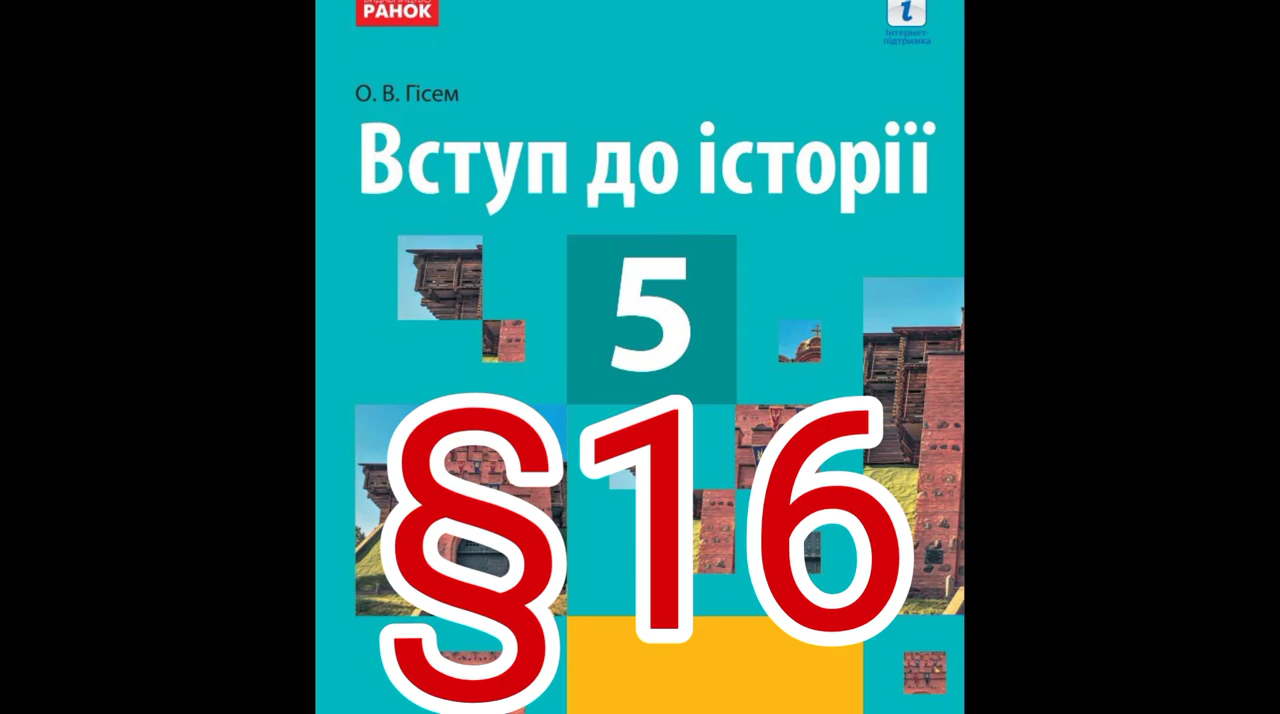 РАНОК
інтернет-
підтримка
О. В. Гісем
Вступ до історії
5
§16